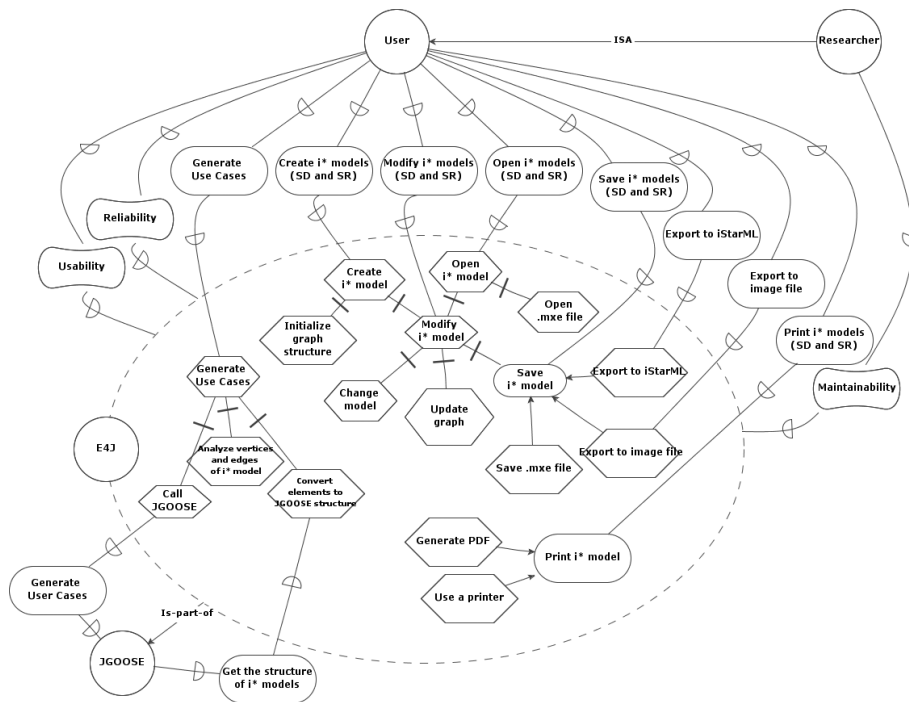 User
ISA
Researcher
Generate
Use Cases
Create i* models
(SD and SR)
Modify i* models
(SD and SR)
Open i* models
(SD and SR)
Save i* models
(SD and SR)
Reliability
Export to iStarML
Usability
Export to
image file
Create
i* model
Open
i* model
Open
.mxe file
Initialize
graph
structure
Modify
i* model
Print i* models
(SD and SR)
Generate
Use Cases
Change
model
Save
i* model
Export to iStarML
Maintainability
Update
graph
E4J
Analyze vertices
and edges
of i* model
Save .mxe file
Export to image file
Call
JGOOSE
Convert
elements to
JGOOSE structure
Generate PDF
Print i* model
Generate
User Cases
Use a printer
Is-part-of
JGOOSE
Get the structure
of i* models